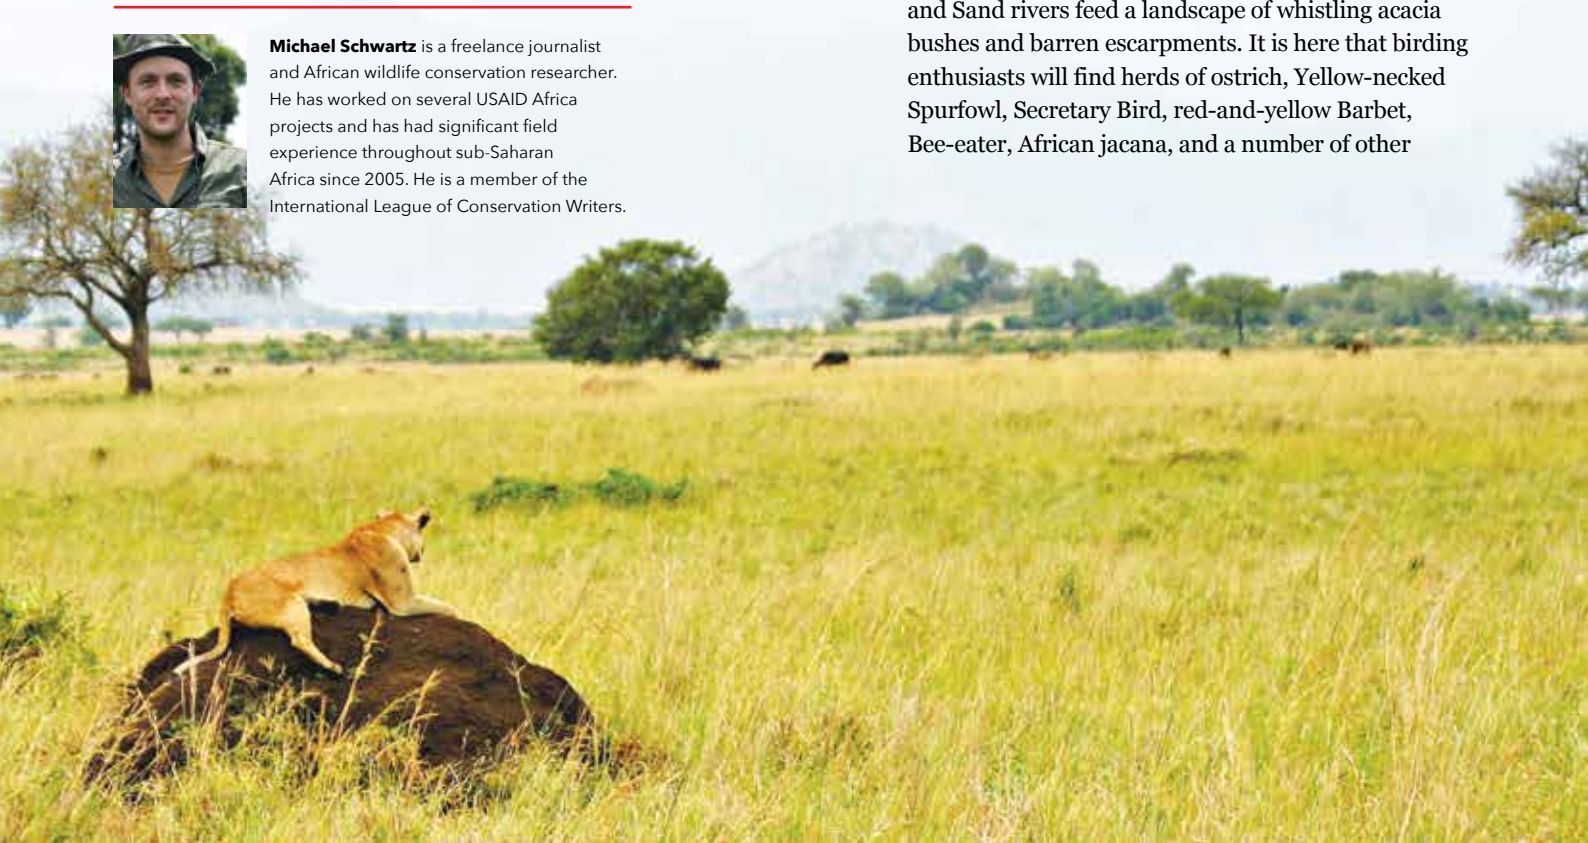 Michael Schwartz is a freelance journalist
and African wildlife conservation researcher.
He has worked on several USAID Africa
projects and has had significant field
experience throughout sub-Saharan
Africa since 2005. He is a member of the
International League of Conservation Writers.
and Sand rivers feed a landscape of whistling acacia
bushes and barren escarpments. It is here that birding
enthusiasts will find herds of ostrich, Yellow-necked
Spurfowl, Secretary Bird, red-and-yellow Barbet,
Bee-eater, African jacana, and a number of other